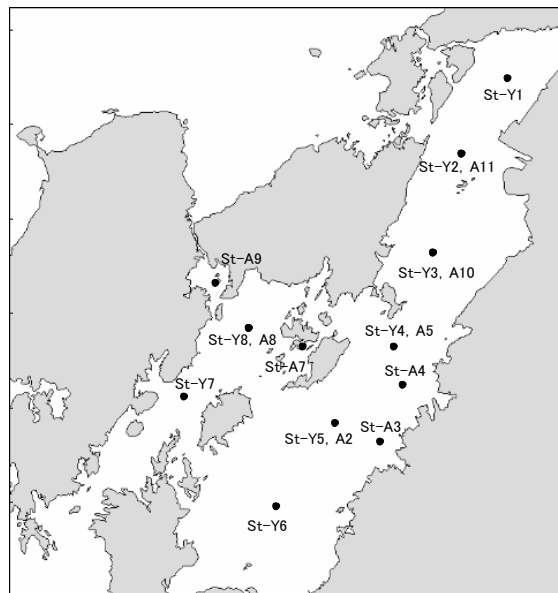 St-Y1
St-Y2, A11
St-Y3, A10
St-A9
St-Y4, A5
St-Y8, A8
St-A7
St-A4
St-Y7
St-Y5, A2
St-A3
St-Y6